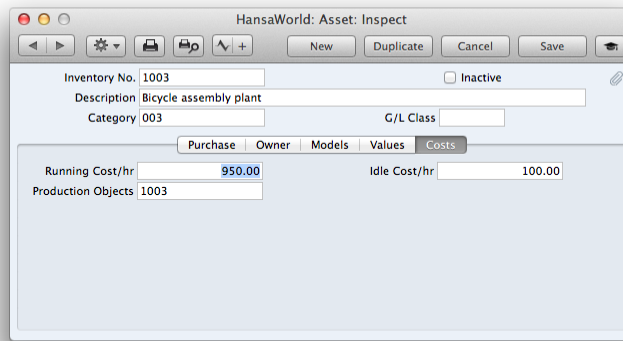 HansaWorld: Asset: Inspect
New Duplicate Cancel Save
Inventory No. 1003 Inactive
Description Bicycle assembly plant
Category 003 G/L Class
Purchase Owner Models Values Costs
Running Cost/hr 950.00 Idle Cost/hr 100.00
Production Objects 1003